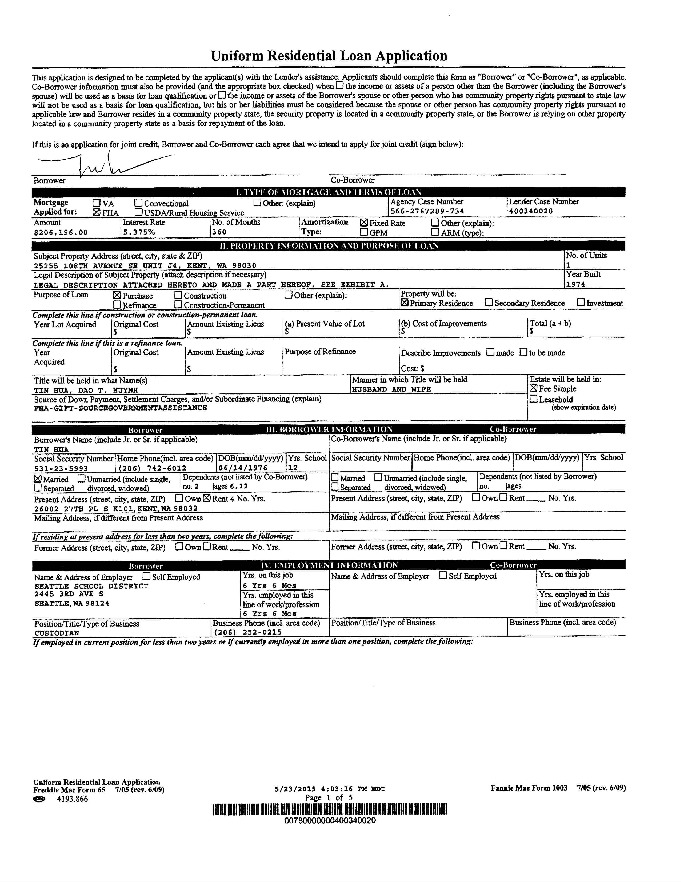 Uniform Residential Loan Application
This application is designed to be completed by the applicant(s) with the Lender's assistance. Applicants should complete this form as "Borrower" or "Co-Borrower", as applicable.
Co-Borrower information must also be provided (and the appropriate box checked) when ☐ the income or assets of a person other than the Borrower (including the Borrower's
spouse) will be used as a basis for loan qualification or ☐ the income or assets of the Borrower's spouse or other person who has community property rights pursuant to state law
will not be used as a basis for loan qualification, but his or her liabilities must be considered because the spouse or other person has community property rights pursuant to
applicable law and Borrower resides in a community property state, the security property is located in a community property state, or the Borrower is relying on other property
located in a community property state as a basis for repayment of the loan.
If this is an application for joint credit, Borrower and Co-Borrower each agree that we intend to apply for joint credit (sign below):
Borrower Co-Borrower
I. TYPE OF MORTGAGE AND TERMS OF LOAN
Mortgage ☐ VA ☐ Conventional ☐ Other: (explain) Agency Case Number Lender Case Number
Applied for: ☒ FHA ☐ USDA/Rural Housing Service 400340020
Amount Interest Rate No. of Months Amortization ☒ Fixed Rate ☐ Other (explain):
$206,196.00 5.375% 360 Type: ☐ GPM ☐ ARM (type):
II. PROPERTY INFORMATION AND PURPOSE OF LOAN
Subject Property Address (street, city, state & ZIP) No. of Units
KENT, WA 98030 1
Legal Description of Subject Property (attach description if necessary) Year Built
LEGAL DESCRIPTION ATTACHED HERETO AND MADE A PART HEREOF, SEE EXHIBIT A. 1974
Purpose of Loan ☒ Purchase ☐ Construction ☐ Other (explain): Property will be:
☐ Refinance ☐ Construction-Permanent ☒ Primary Residence ☐ Secondary Residence ☐ Investment
Complete this line if construction or construction-permanent loan.
Year Lot Acquired Original Cost Amount Existing Liens (a) Present Value of Lot (b) Cost of Improvements Total (a + b)
$ $ $ $ $
Complete this line if this is a refinance loan.
Year Original Cost Amount Existing Liens Purpose of Refinance Describe Improvements ☐ made ☐ to be made
Acquired
$ $ Cost: $
Title will be held in what Name(s) Manner in which Title will be held Estate will be held in:
TIN HUA, DAO T. HUYNH HUSBAND AND WIFE ☒ Fee Simple
Source of Down Payment, Settlement Charges, and/or Subordinate Financing (explain) ☐ Leasehold
FHA-GIFT-SOURCEGOVERNMENTASSISTANCE (show expiration date)
Borrower III. BORROWER INFORMATION Co-Borrower
Borrower's Name (include Jr. or Sr. if applicable) Co-Borrower's Name (include Jr. or Sr. if applicable)
TIN HUA
Social Security Number Home Phone(incl. area code) DOB(mm/dd/yyyy) Yrs. School Social Security Number Home Phone(incl. area code) DOB(mm/dd/yyyy) Yrs. School
531-23-5993 (206) 742-6012 06/14/1976 12
☒ Married ☐ Unmarried (include single, Dependents (not listed by Co-Borrower) ☐ Married ☐ Unmarried (include single, Dependents (not listed by Borrower)
☐ Separated divorced, widowed) no. 2 ages 6,11 ☐ Separated divorced, widowed) no. ages
Present Address (street, city, state, ZIP) ☐ Own ☒ Rent 4 No. Yrs. Present Address (street, city, state, ZIP) ☐ Own ☐ Rent ____ No. Yrs.
26002 27TH PL S K101, KENT, WA 98032
Mailing Address, if different from Present Address Mailing Address, if different from Present Address
If residing at present address for less than two years, complete the following:
Former Address (street, city, state, ZIP) ☐ Own ☐ Rent ____ No. Yrs. Former Address (street, city, state, ZIP) ☐ Own ☐ Rent ____ No. Yrs.
Borrower IV. EMPLOYMENT INFORMATION Co-Borrower
Name & Address of Employer ☐ Self Employed Yrs. on this job Name & Address of Employer ☐ Self Employed Yrs. on this job
SEATTLE SCHOOL DISTRICT 6 Yrs 6 Mos
2445 3RD AVE S Yrs. employed in this Yrs. employed in this
SEATTLE, WA 98124 line of work/profession line of work/profession
6 Yrs 6 Mos
Position/Title/Type of Business Business Phone (incl. area code) Position/Title/Type of Business Business Phone (incl. area code)
CUSTODIAN (206) 252-0215
If employed in current position for less than two years or if currently employed in more than one position, complete the following:
Uniform Residential Loan Application
Freddie Mac Form 65 7/05 (rev. 6/09) 5/23/2013 4:03:16 PM MDT Fannie Mae Form 1003 7/05 (rev. 6/09)
4193.866 Page 1 of 5
00780000000400340020